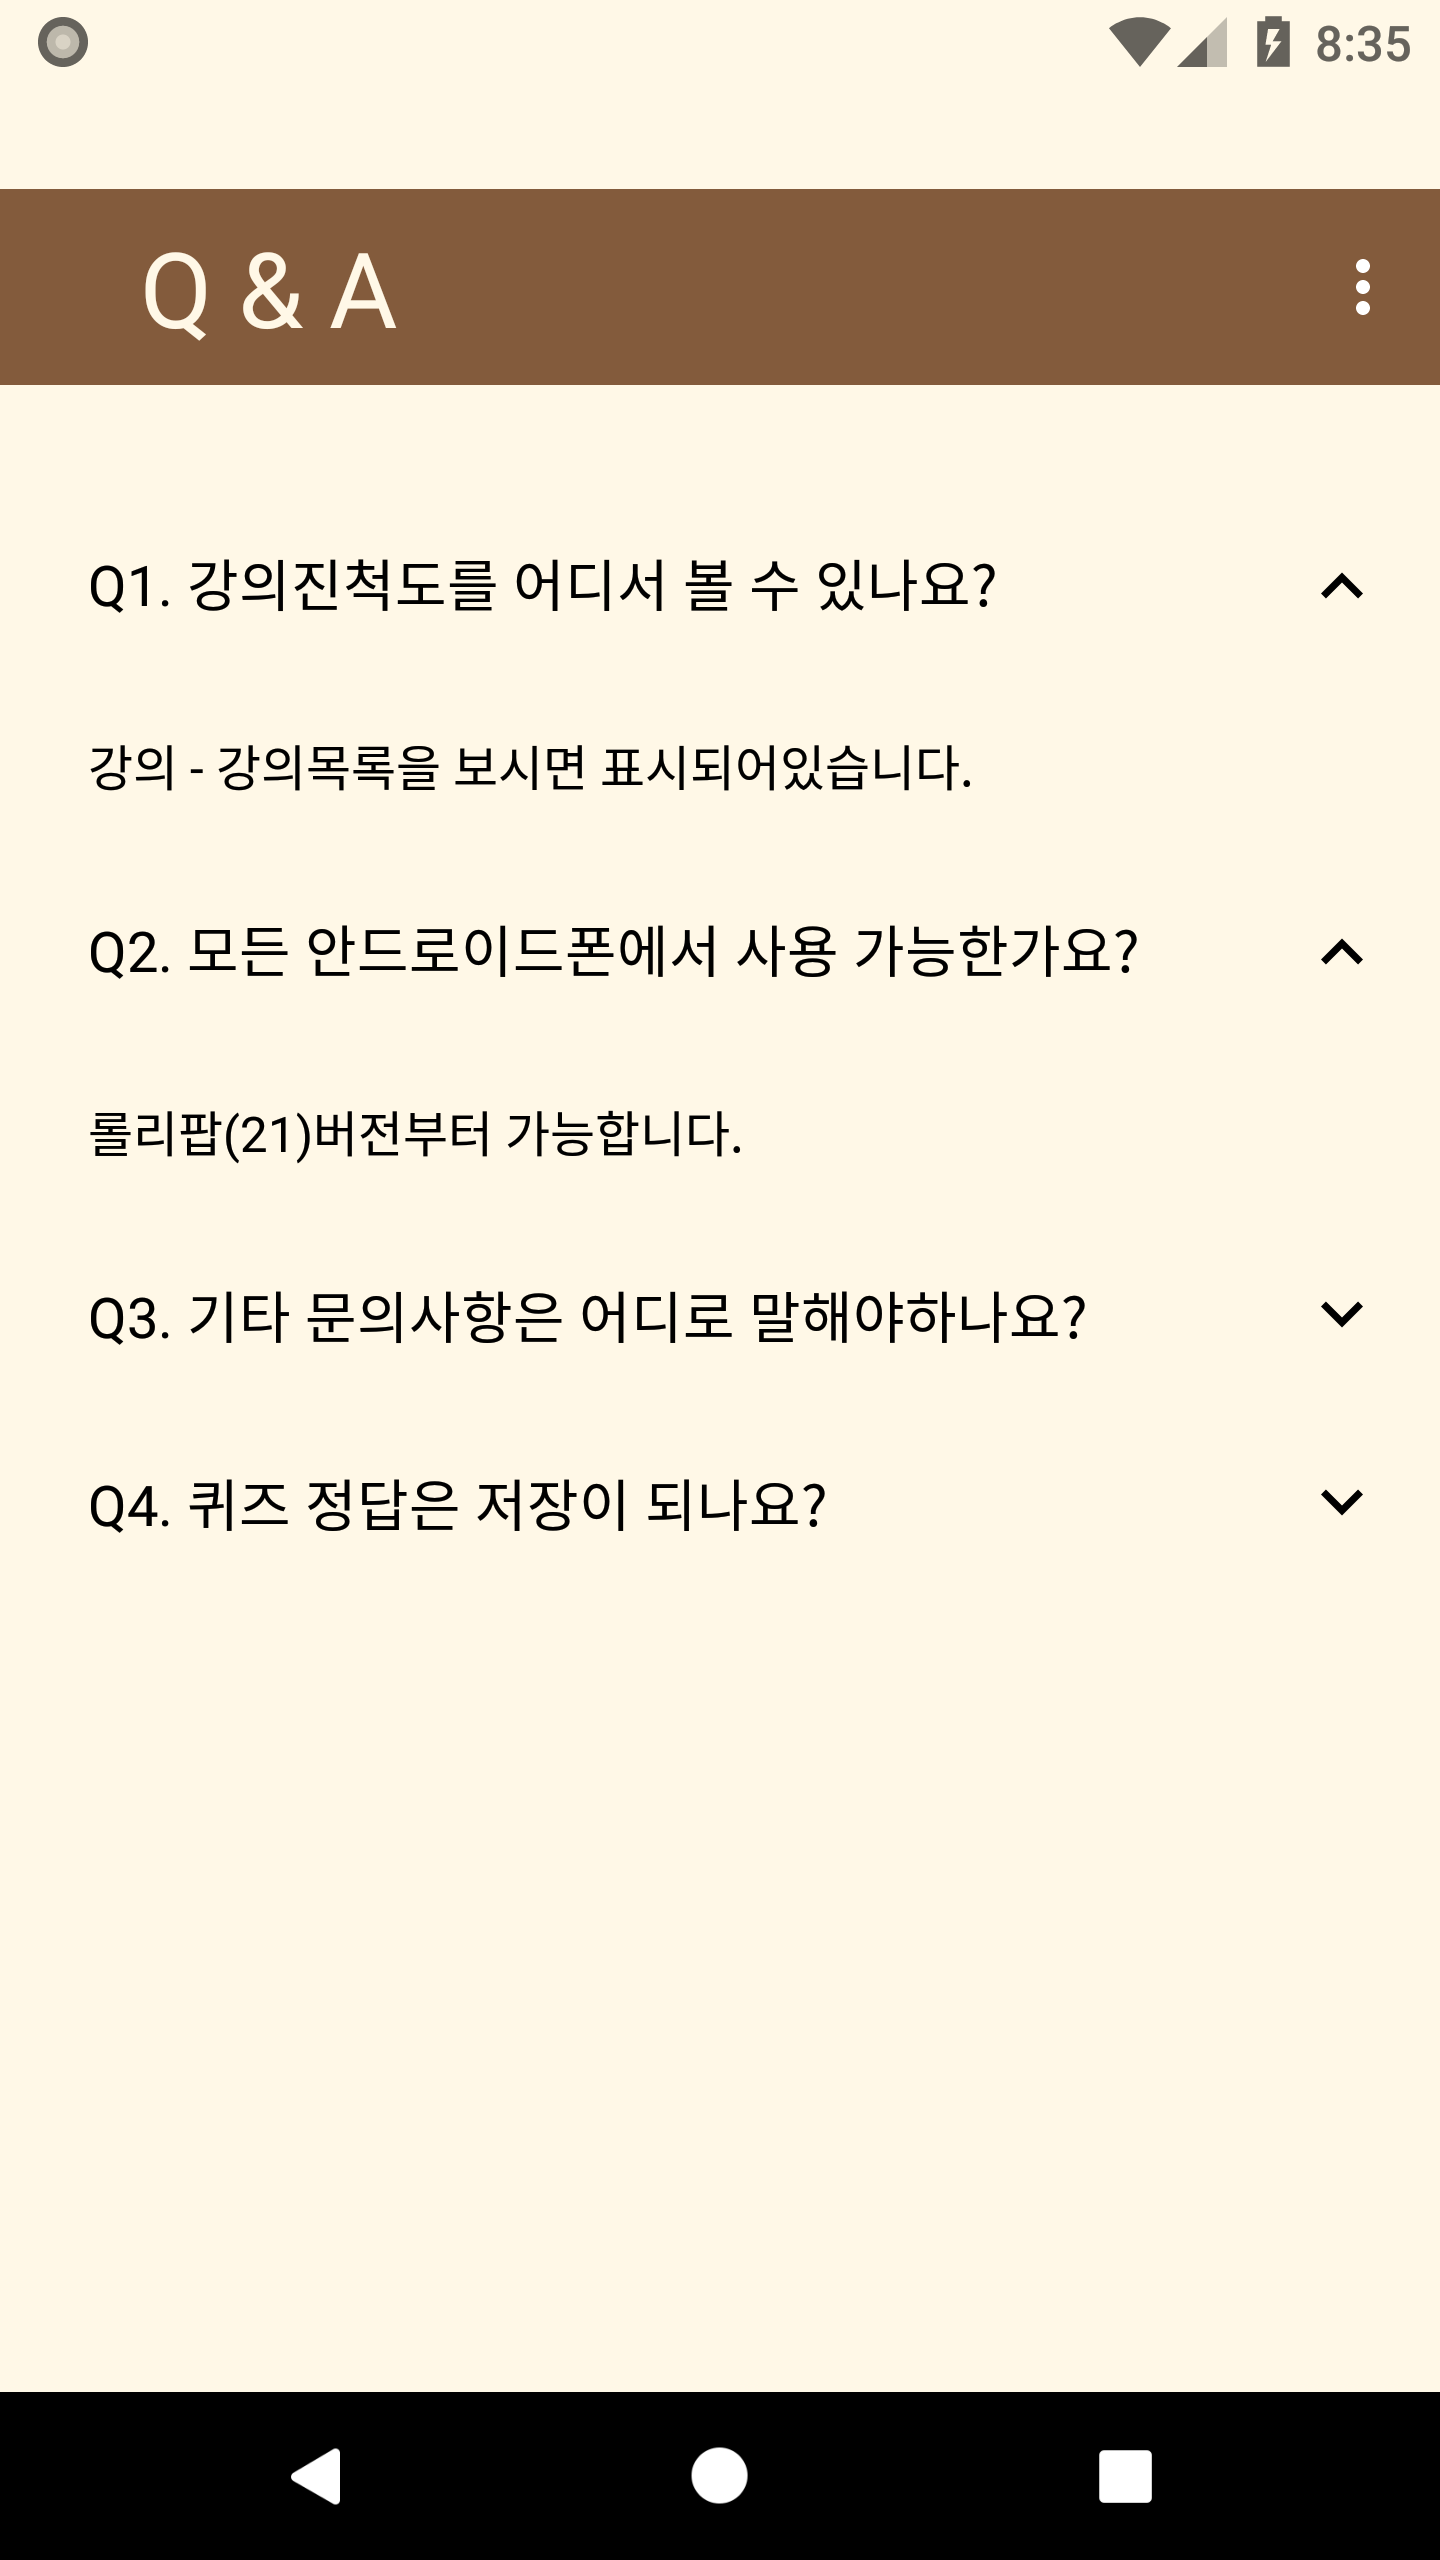 8:35
Q & A
Q1. 강의진척도를 어디서 볼 수 있나요?
강의 - 강의목록을 보시면 표시되어있습니다.
Q2. 모든 안드로이드폰에서 사용 가능한가요?
롤리팝(21)버전부터 가능합니다.
Q3. 기타 문의사항은 어디로 말해야하나요?
Q4. 퀴즈 정답은 저장이 되나요?